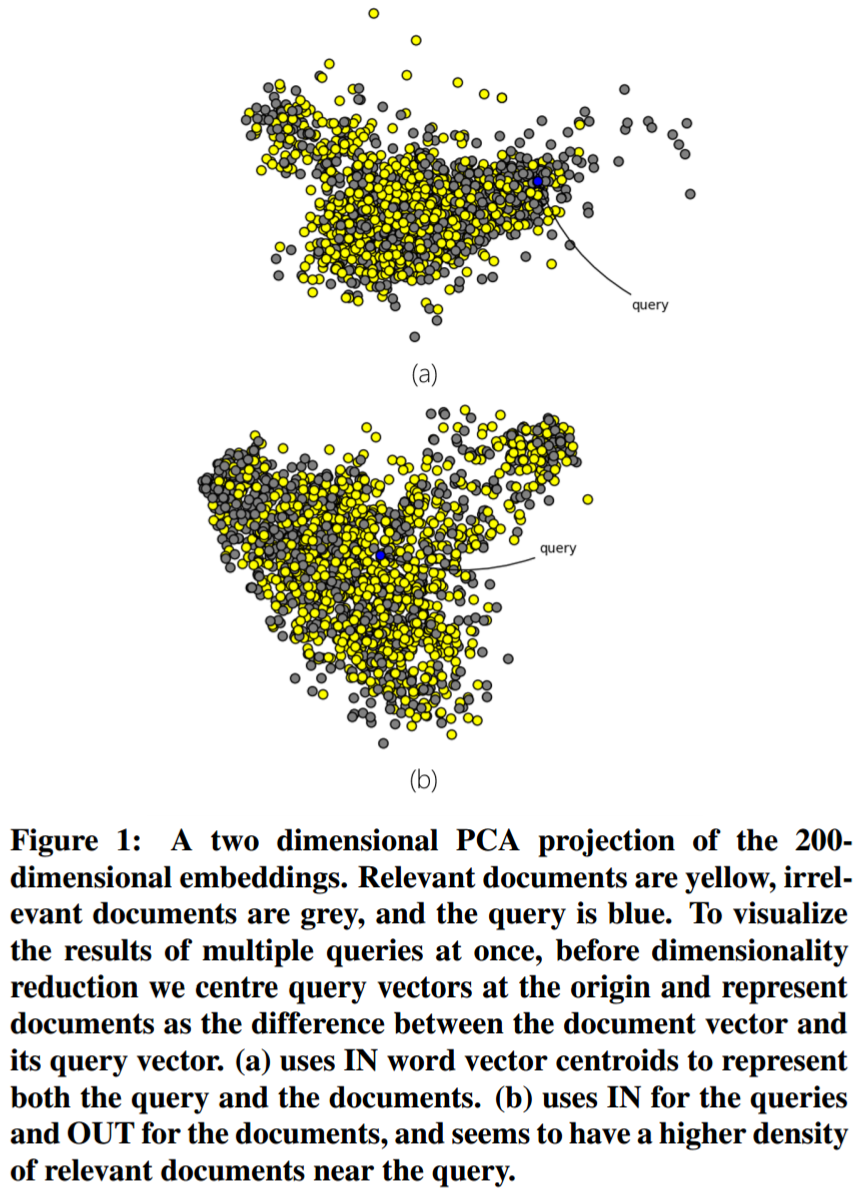 query
(a)
query
(b)
Figure 1: A two dimensional PCA projection of the 200-
dimensional embeddings. Relevant documents are yellow, irrel-
evant documents are grey, and the query is blue. To visualize
the results of multiple queries at once, before dimensionality
reduction we centre query vectors at the origin and represent
documents as the difference between the document vector and
its query vector. (a) uses IN word vector centroids to represent
both the query and the documents. (b) uses IN for the queries
and OUT for the documents, and seems to have a higher density
of relevant documents near the query.